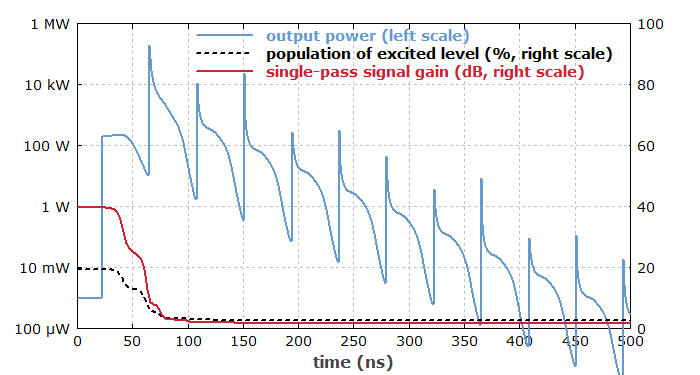 1 MW
10 kW
100 W
1 W
10 mW
100 µW
output power (left scale)
population of excited level (%, right scale)
single-pass signal gain (dB, right scale)
100
80
60
40
20
0
0 50 100 150 200 250 300 350 400 450 500
time (ns)